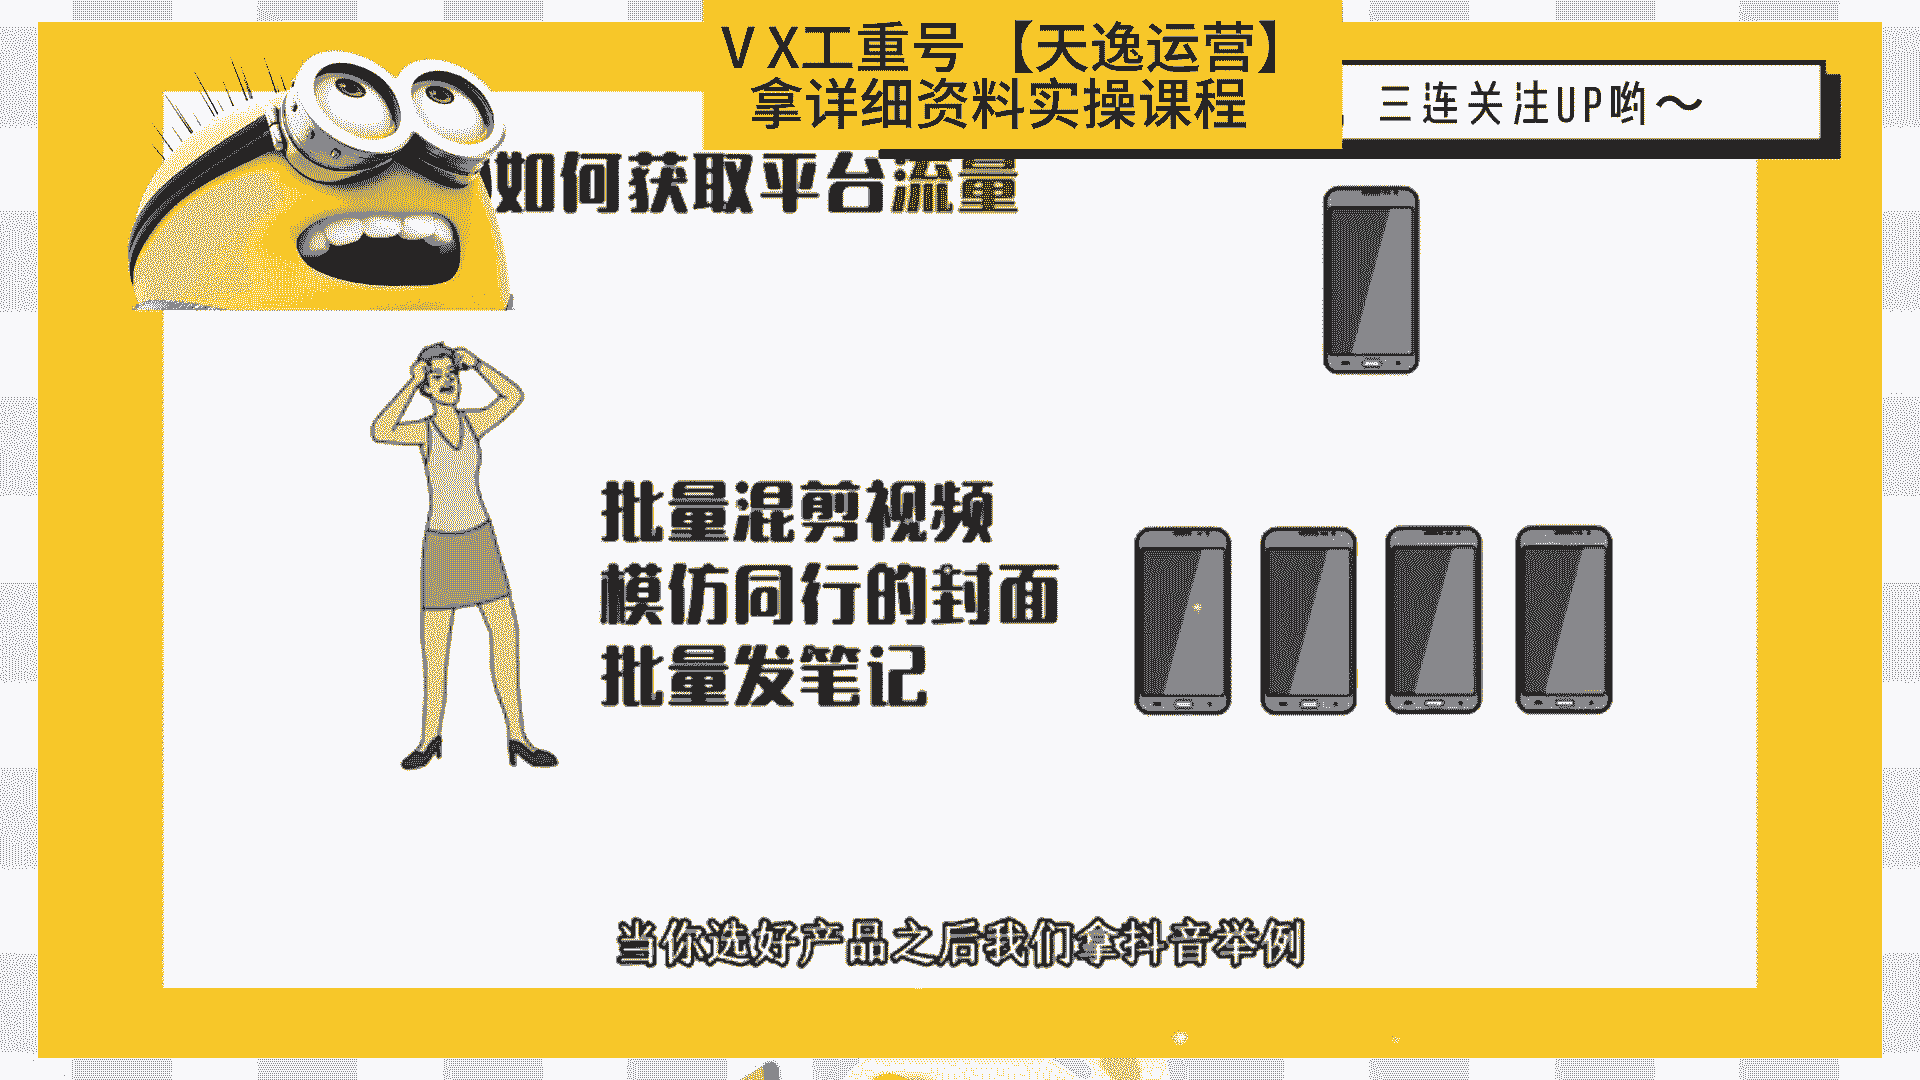 VX工重号 【天逸运营】
拿详细资料实操课程
三连关注UP哟～
如何获取平台流量
批量混剪视频
模仿同行的封面
批量发笔记
当你选好产品之后我们拿抖音举例